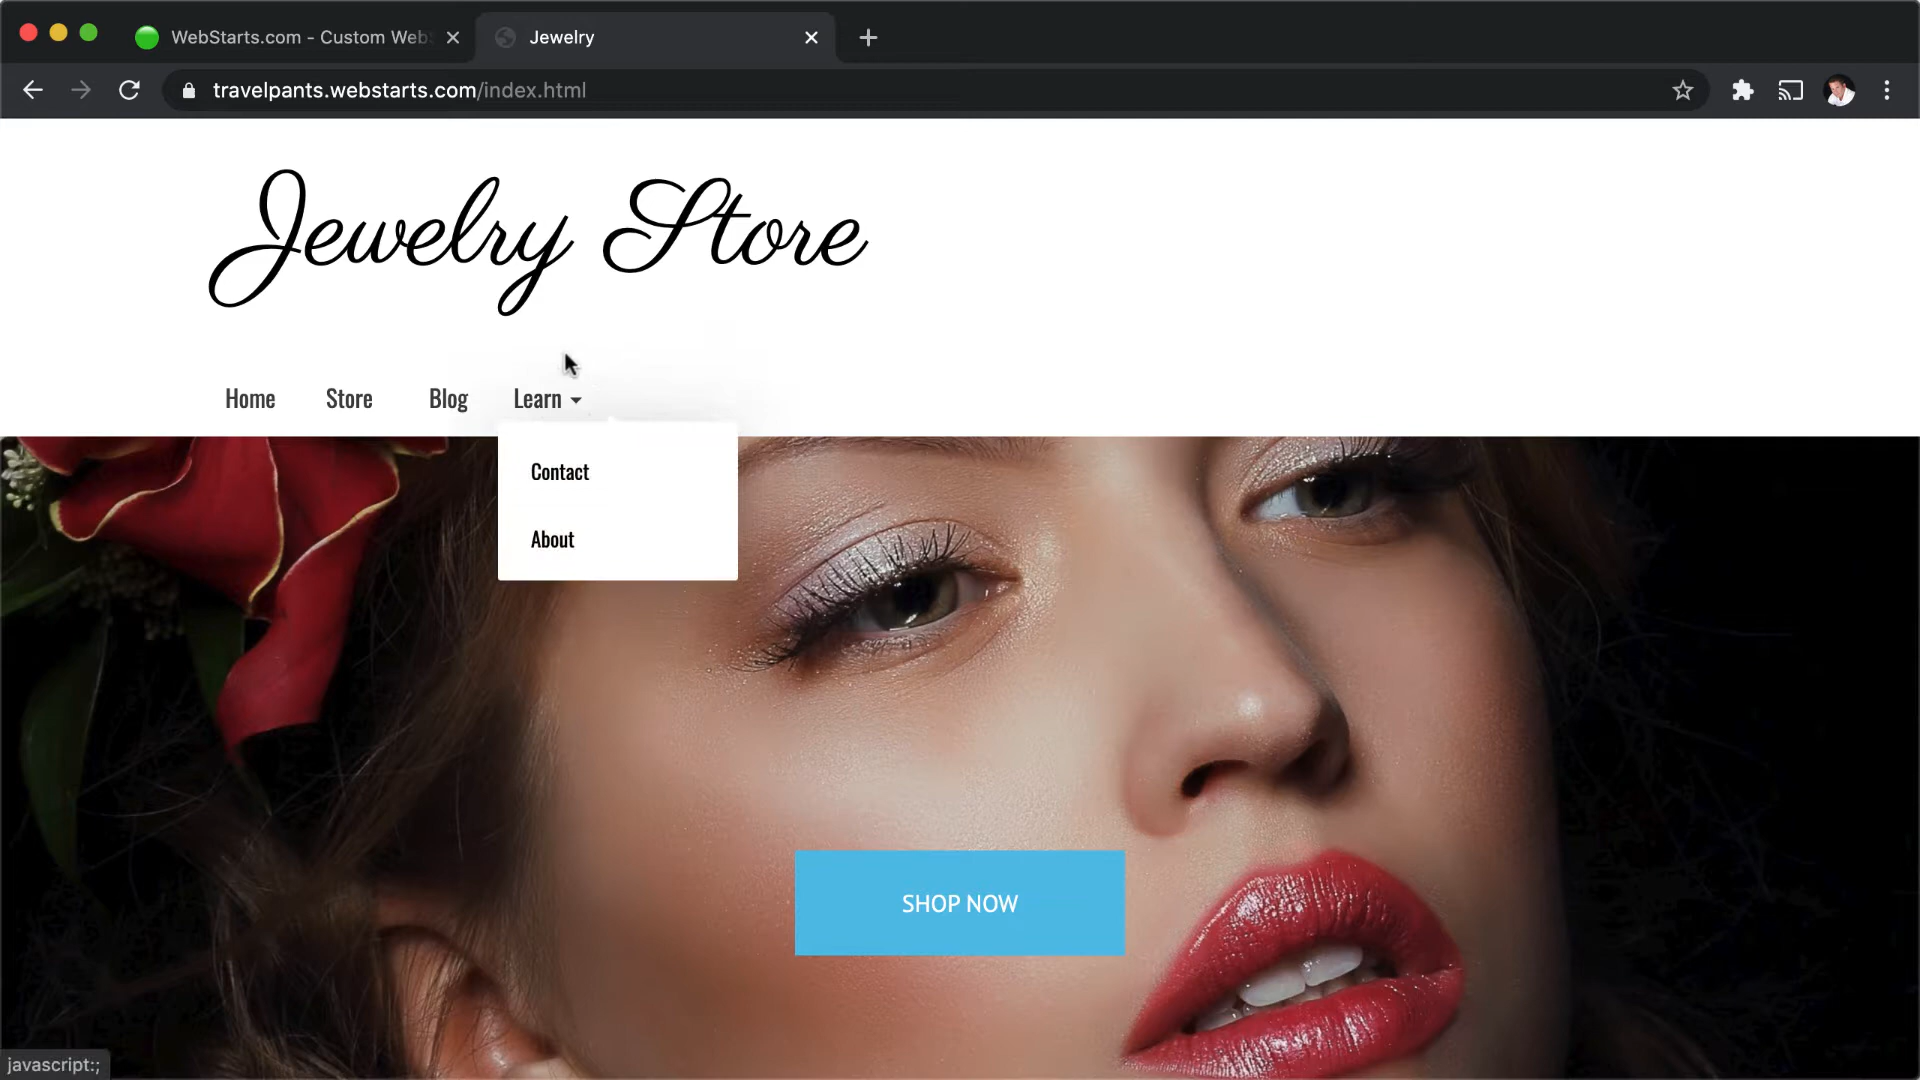 WebStarts.com - Custom Web
Jewelry
travelpants.webstarts.com/index.html
Jewelry Store
Home Store Blog Learn
Contact
About
SHOP NOW
javascript:;